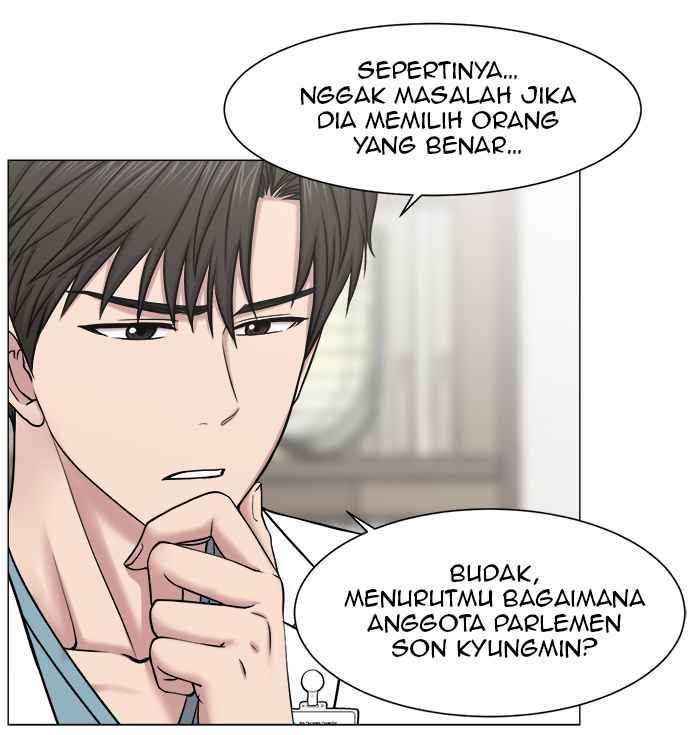 SEPERTINYA...
NGGAK MASALAH JIKA
DIA MEMILIH ORANG
YANG BENAR...
BUDAK,
MENURUTMU BAGAIMANA
ANGGOTA PARLEMEN
SON KYUNGMIN?